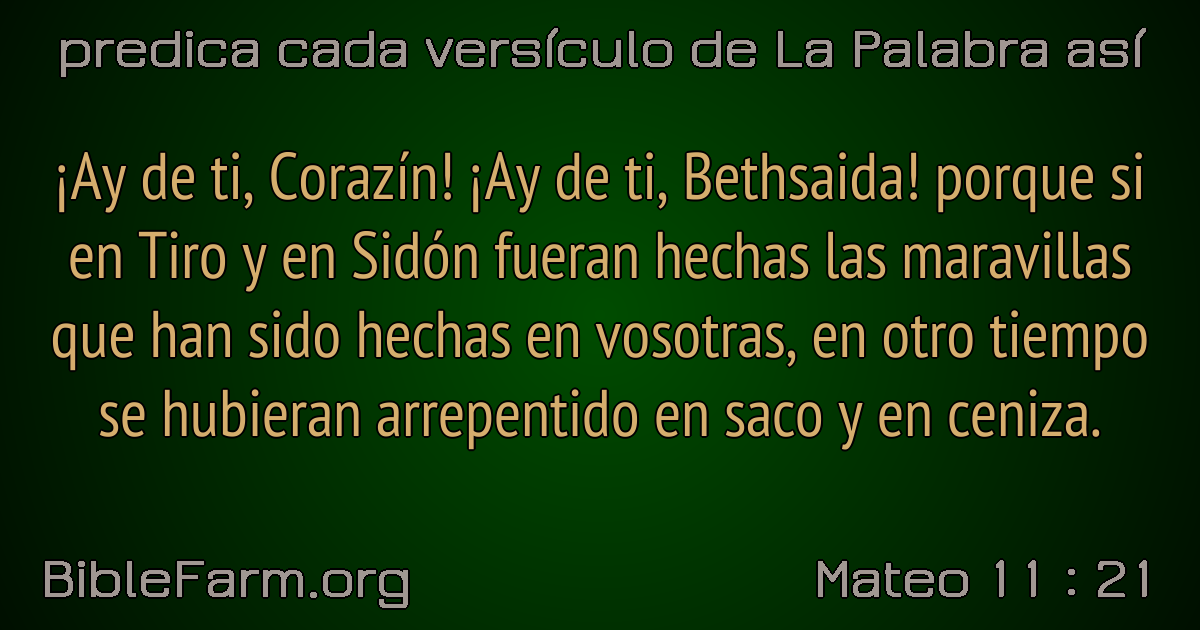 predica cada versículo de La Palabra así
¡Ay de ti, Corazín! ¡Ay de ti, Bethsaida! porque si
en Tiro y en Sidón fueran hechas las maravillas
que han sido hechas en vosotras, en otro tiempo
se hubieran arrepentido en saco y en ceniza.
BibleFarm.org
Mateo 11 : 21